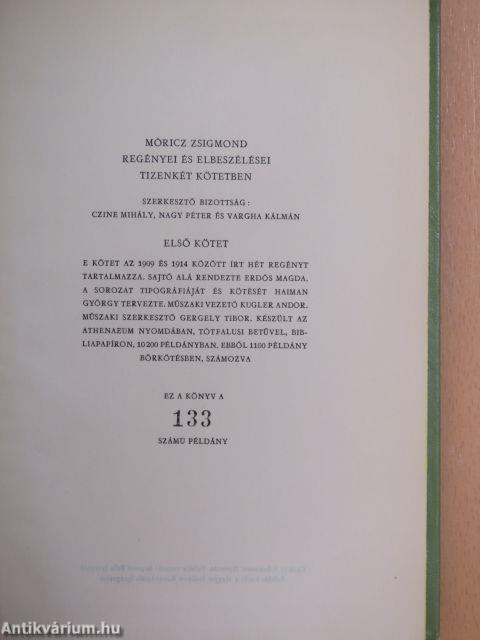 MÓRICZ ZSIGMOND
REGÉNYEI ÉS ELBESZÉLÉSEI
TIZENKÉT KÖTETBEN
SZERKESZTŐ BIZOTTSÁG:
CZINE MIHÁLY, NAGY PÉTER ÉS VARGHA KÁLMÁN
ELSŐ KÖTET
E KÖTET AZ 1909 ÉS 1914 KÖZÖTT ÍRT HÉT REGÉNYT
TARTALMAZZA. SAJTÓ ALÁ RENDEZTE ERDŐS MAGDA.
A SOROZAT TIPOGRÁFIÁJÁT ÉS KÖTÉSÉT HAIMAN
GYÖRGY TERVEZTE. MŰSZAKI VEZETŐ KUGLER ANDOR.
MŰSZAKI SZERKESZTŐ GERGELY TIBOR. KÉSZÜLT AZ
ATHENAEUM NYOMDÁBAN, TÓTFALUSI BETŰVEL, BIB-
LIAPAPÍRON, 10 200 PÉLDÁNYBAN. EBBŐL 1100 PÉLDÁNY
BŐRKÖTÉSBEN, SZÁMOZVA
EZ A KÖNYV A
133
SZÁMÚ PÉLDÁNY
Antikvárium.hu